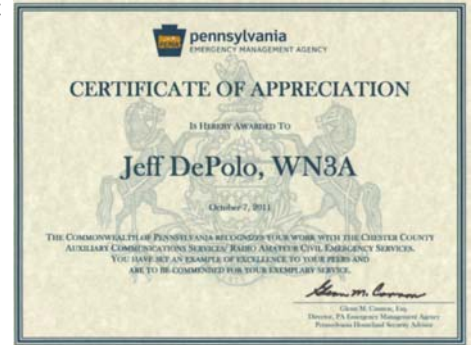 pennsylvania
EMERGENCY MANAGEMENT AGENCY
CERTIFICATE OF APPRECIATION
IS HEREBY AWARDED TO
Jeff DePolo, WN3A
October 7, 2011
THE COMMONWEALTH OF PENNSYLVANIA RECOGNIZES YOUR WORK WITH THE CHESTER COUNTY
AUXILIARY COMMUNICATIONS SERVICES/ RADIO AMATEUR CIVIL EMERGENCY SERVICES.
YOU HAVE SET AN EXAMPLE OF EXCELLENCE TO YOUR PEERS AND
ARE TO BE COMMENDED FOR YOUR EXEMPLARY SERVICE.
Glenn M. Cannon
Glenn M. Cannon, Esq.
Director, PA Emergency Management Agency
Pennsylvania Homeland Security Advisor